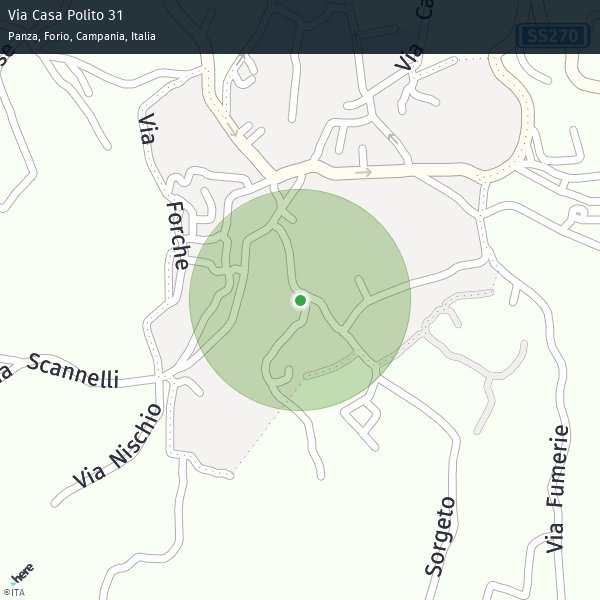 Via Casa Polito 31
Panza, Forio, Campania, Italia
SS270
Via
Via
Forche
Scannelli
Via Nischio
Via Fumerie
Sorgeto
here
©ITA